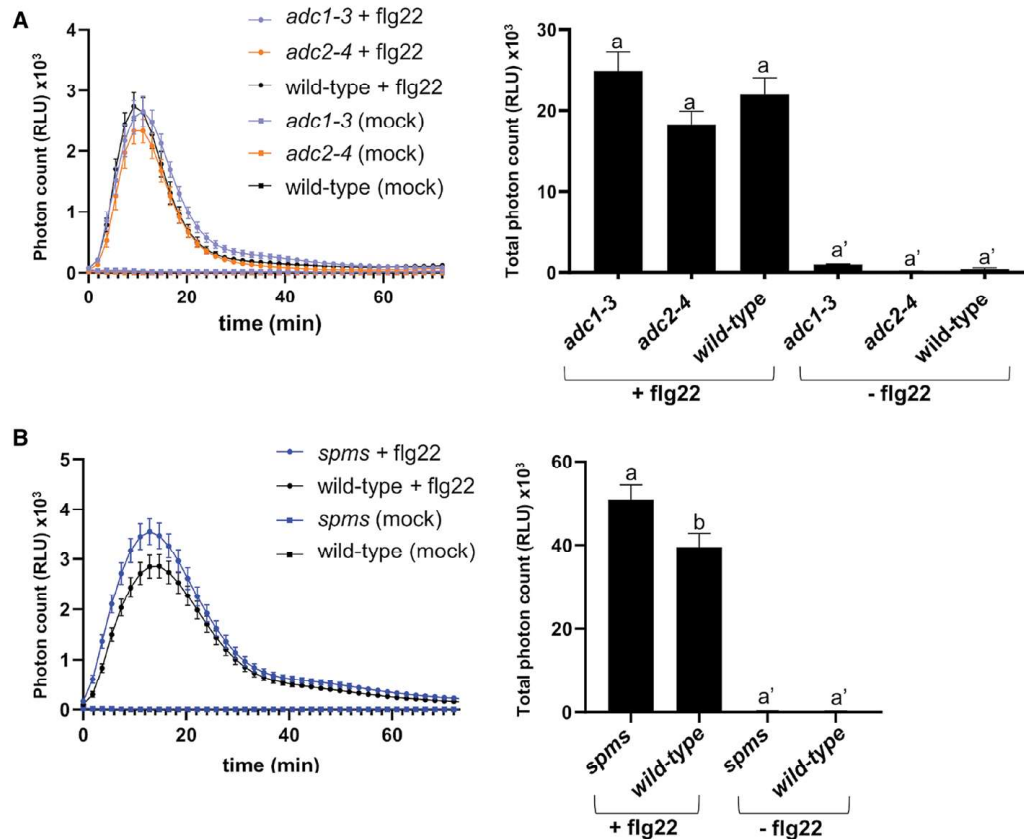 A
adc1-3 + flg22
adc2-4 + flg22
wild-type + flg22
adc1-3 (mock)
adc2-4 (mock)
wild-type (mock)
Photon count (RLU) x10³
4
3
2
1
0
0 20 40 60
time (min)
Total photon count (RLU) x10³
30
20
10
0
a a a a’ a’ a’
adc1-3 adc2-4 wild-type adc1-3 adc2-4 wild-type
+ flg22 - flg22
B
spms + flg22
wild-type + flg22
spms (mock)
wild-type (mock)
Photon count (RLU) x10³
5
4
3
2
1
0
0 20 40 60
time (min)
Total photon count (RLU) x10³
60
40
20
0
a b a’ a’
spms wild-type spms wild-type
+ flg22 - flg22